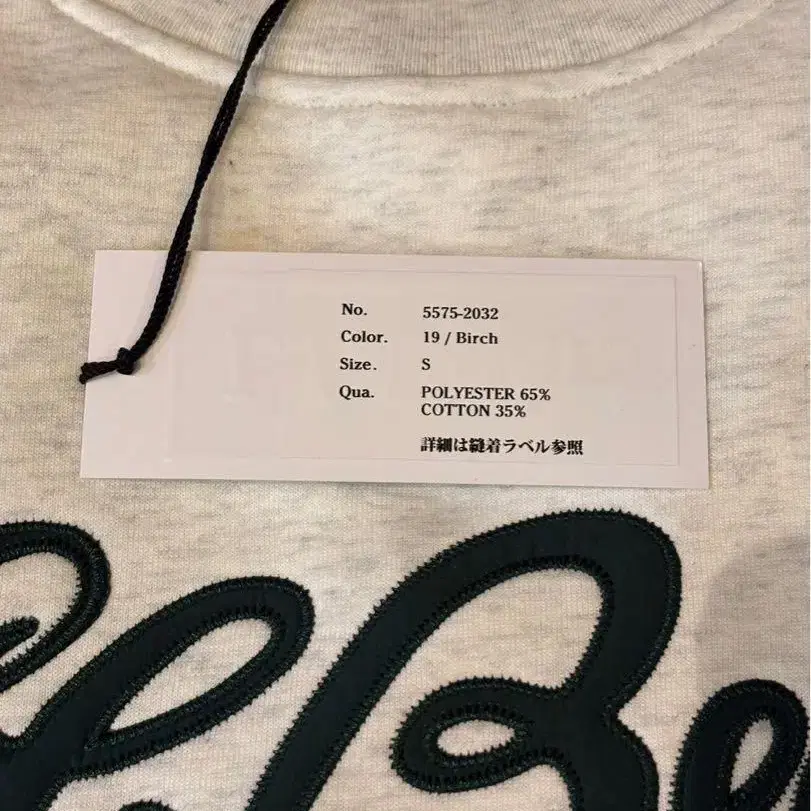 No. 5575-2032
Color. 19 / Birch
Size. S
Qua. POLYESTER 65%
COTTON 35%
詳細は縫着ラベル参照